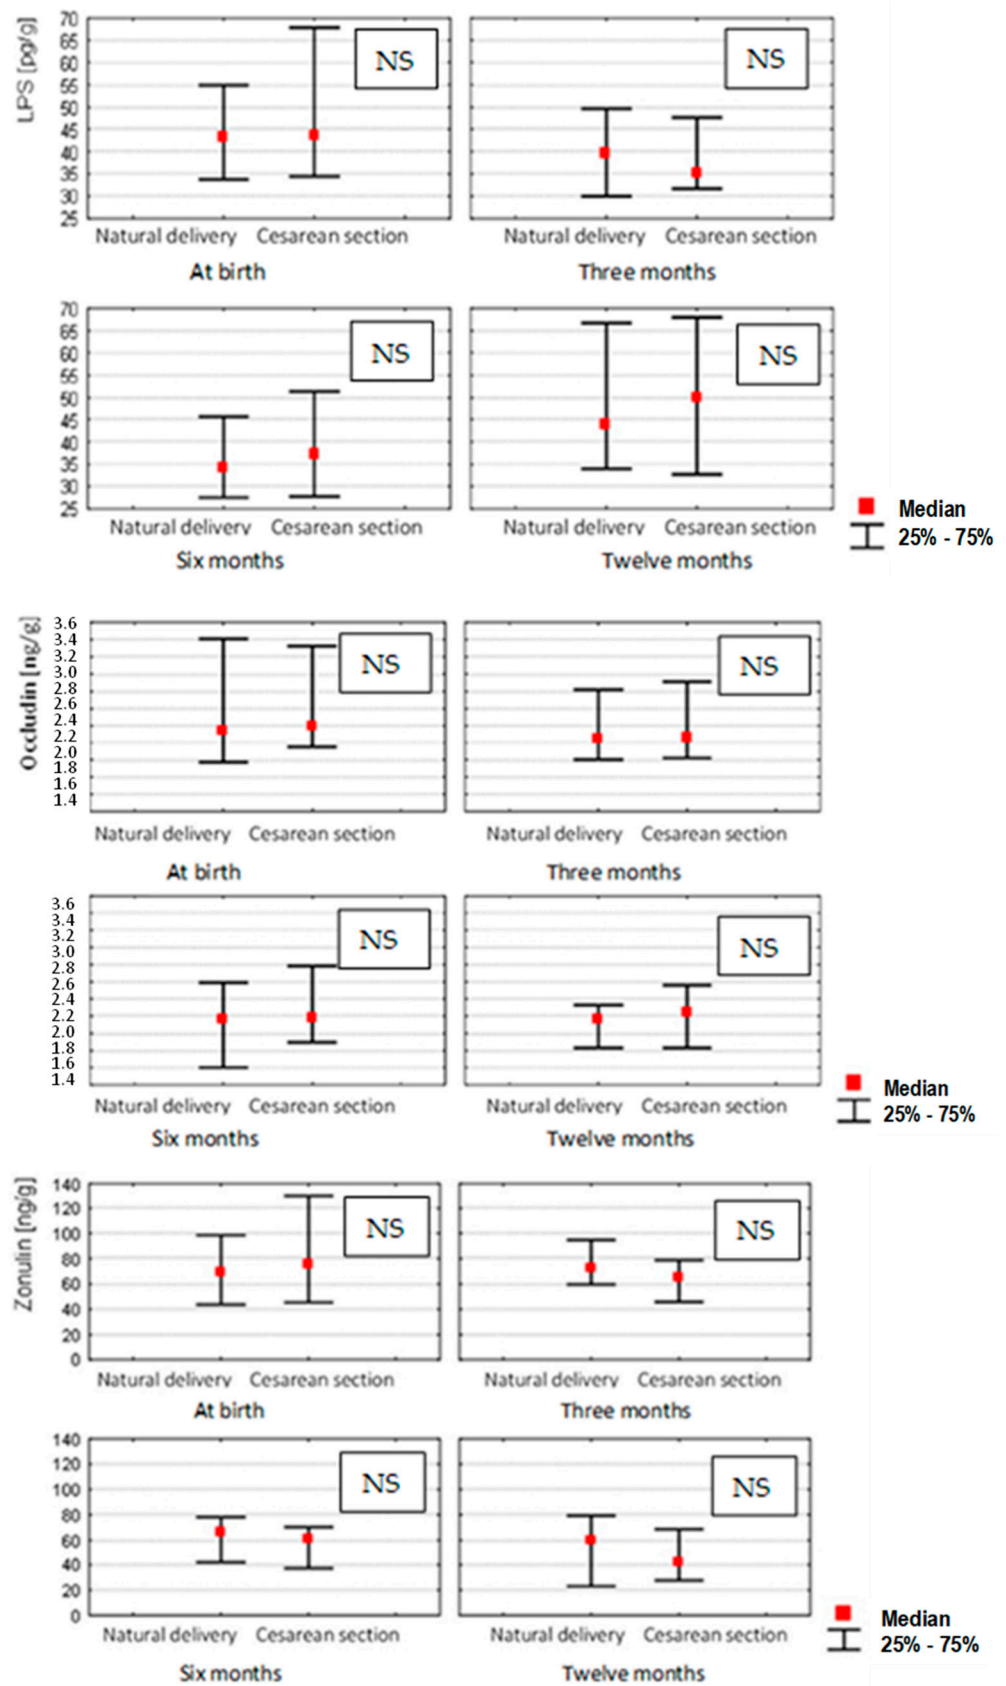 LPS [pg/g]
70
65
60
55
50
45
40
35
30
25
NS
NS
Natural delivery Cesarean section
At birth
Natural delivery Cesarean section
Three months
70
65
60
55
50
45
40
35
30
25
NS
NS
Natural delivery Cesarean section
Six months
Natural delivery Cesarean section
Twelve months
Median
25% - 75%
Occludin [ng/g]
3.6
3.4
3.2
3.0
2.8
2.6
2.4
2.2
2.0
1.8
1.6
1.4
NS
NS
Natural delivery Cesarean section
At birth
Natural delivery Cesarean section
Three months
3.6
3.4
3.2
3.0
2.8
2.6
2.4
2.2
2.0
1.8
1.6
1.4
NS
NS
Natural delivery Cesarean section
Six months
Natural delivery Cesarean section
Twelve months
Median
25% - 75%
Zonulin [ng/g]
140
120
100
80
60
40
20
0
NS
NS
Natural delivery Cesarean section
At birth
Natural delivery Cesarean section
Three months
140
120
100
80
60
40
20
0
NS
NS
Natural delivery Cesarean section
Six months
Natural delivery Cesarean section
Twelve months
Median
25% - 75%